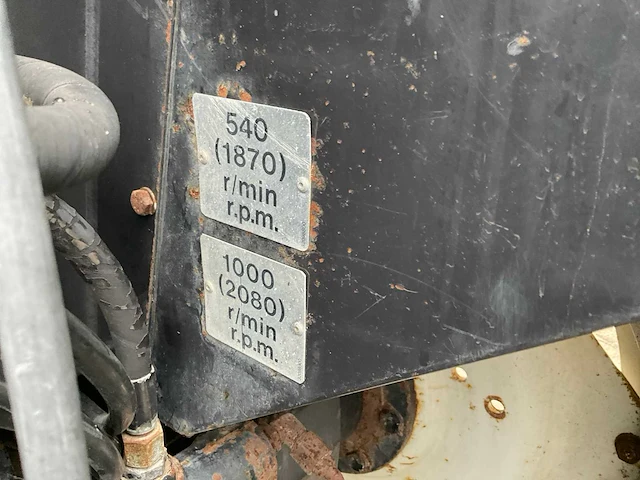 540
(1870)
r/min
r.p.m.
1000
(2080)
r/min
r.p.m.